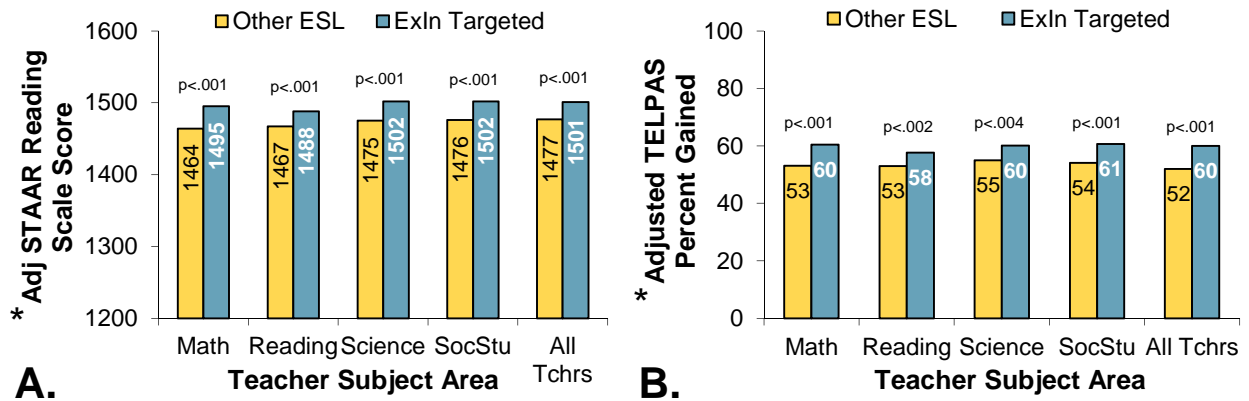 Other ESL ExIn Targeted
1600
1500
1400
1300
1200
* Adj STAAR Reading
Scale Score
p<.001 p<.001 p<.001 p<.001 p<.001
1464 1495 1467 1488 1475 1502 1476 1502 1477 1501
Math Reading Science SocStu All
Tchrs
Teacher Subject Area
A.
Other ESL ExIn Targeted
100
80
60
40
20
0
* Adjusted TELPAS
Percent Gained
p<.001 p<.002 p<.004 p<.001 p<.001
53 60 53 58 55 60 54 61 52 60
Math Reading Science SocStu All Tchrs
Teacher Subject Area
B.